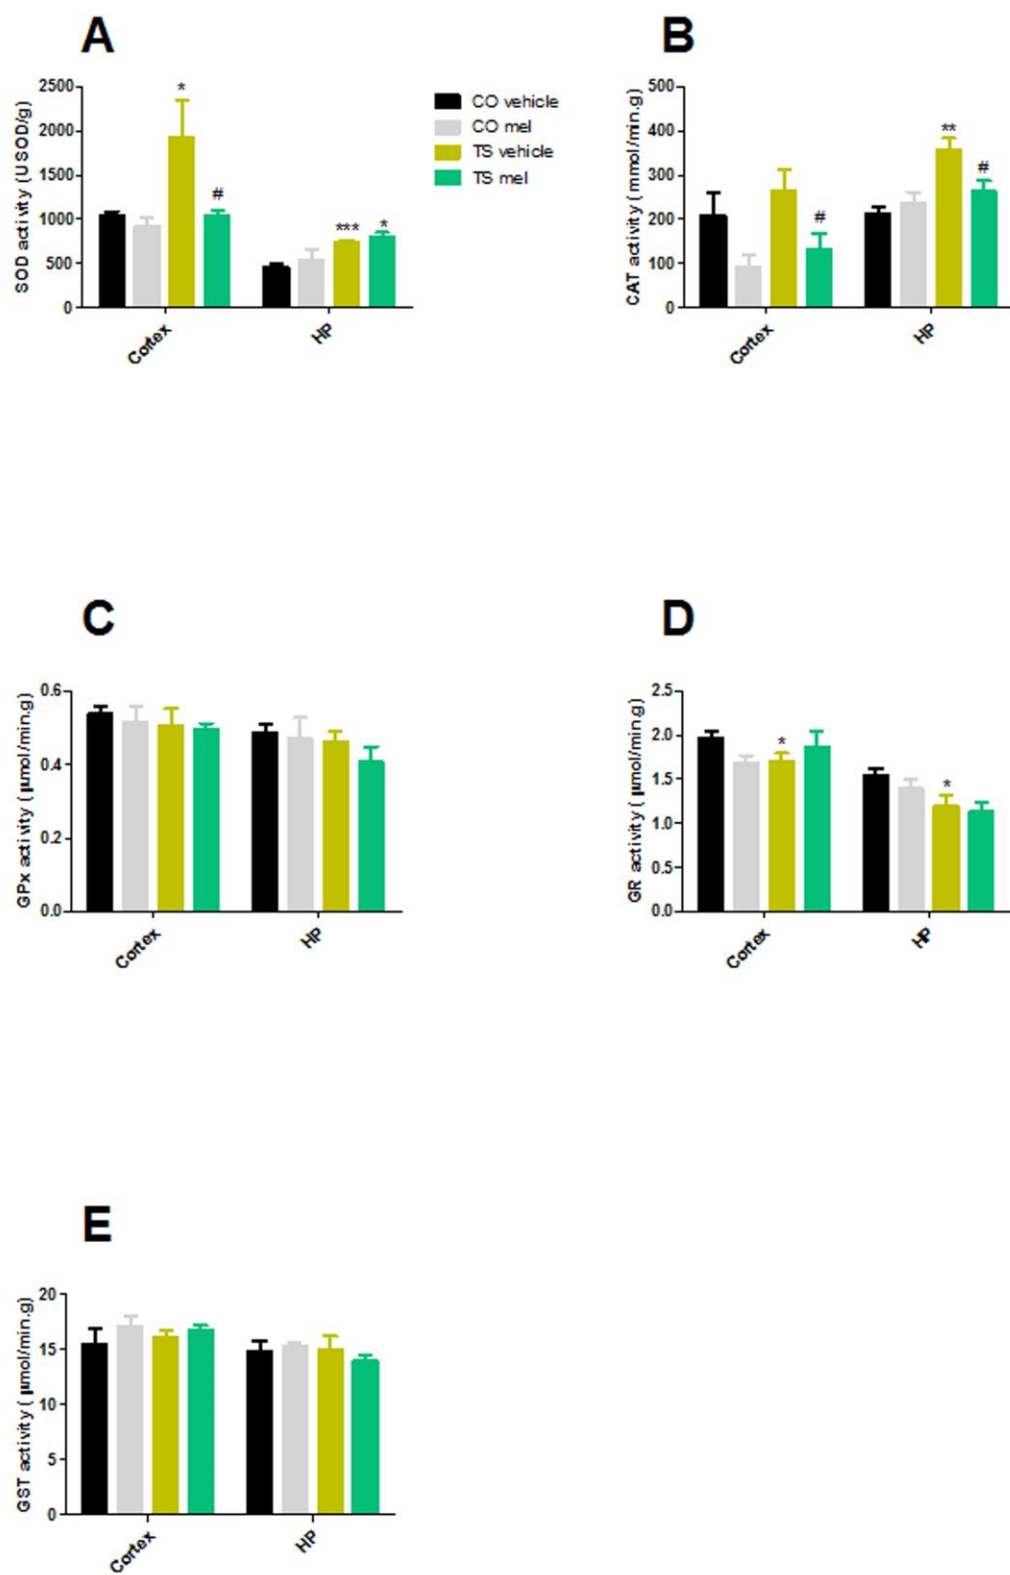 A
SOD activity (USOD/g)
2500
2000
1500
1000
500
0
*
#
***
*
Cortex
HP
CO vehicle
CO mel
TS vehicle
TS mel
B
CAT activity (mmol/min.g)
500
400
300
200
100
0
#
**
#
Cortex
HP
C
GPx activity ( µmol/min.g)
0.6
0.4
0.2
0.0
Cortex
HP
D
GR activity ( µmol/min.g)
2.5
2.0
1.5
1.0
0.5
0.0
*
*
Cortex
HP
E
GST activity ( µmol/min.g)
20
15
10
5
0
Cortex
HP